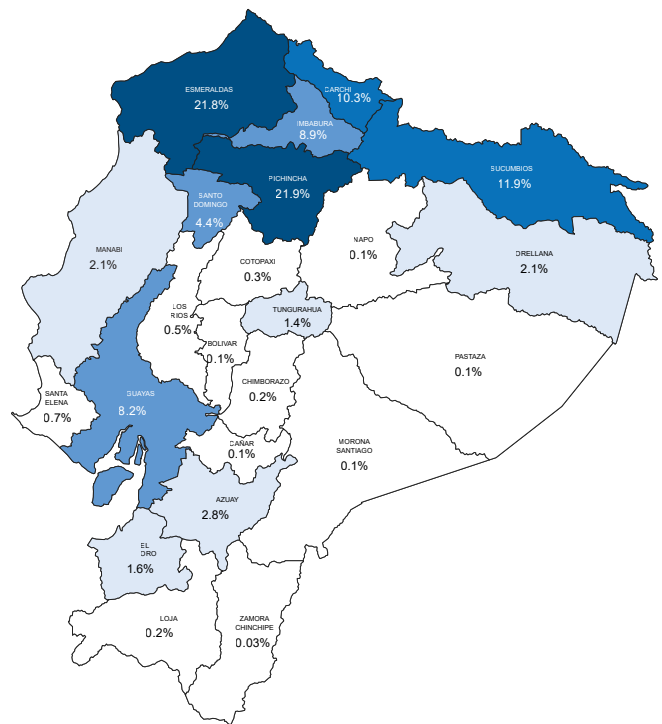 ESMERALDAS
21.8%
CARCHI
10.3%
IMBABURA
8.9%
PICHINCHA
21.9%
SUCUMBIOS
11.9%
SANTO
DOMINGO
4.4%
MANABI
2.1%
NAPO
0.1%
ORELLANA
2.1%
COTOPAXI
0.3%
LOS
RIOS
0.5%
TUNGURAHUA
1.4%
BOLIVAR
0.1%
PASTAZA
0.1%
CHIMBORAZO
0.2%
SANTA
ELENA
0.7%
GUAYAS
8.2%
CAÑAR
0.1%
MORONA
SANTIAGO
0.1%
AZUAY
2.8%
EL
ORO
1.6%
LOJA
0.2%
ZAMORA
CHINCHIPE
0.03%